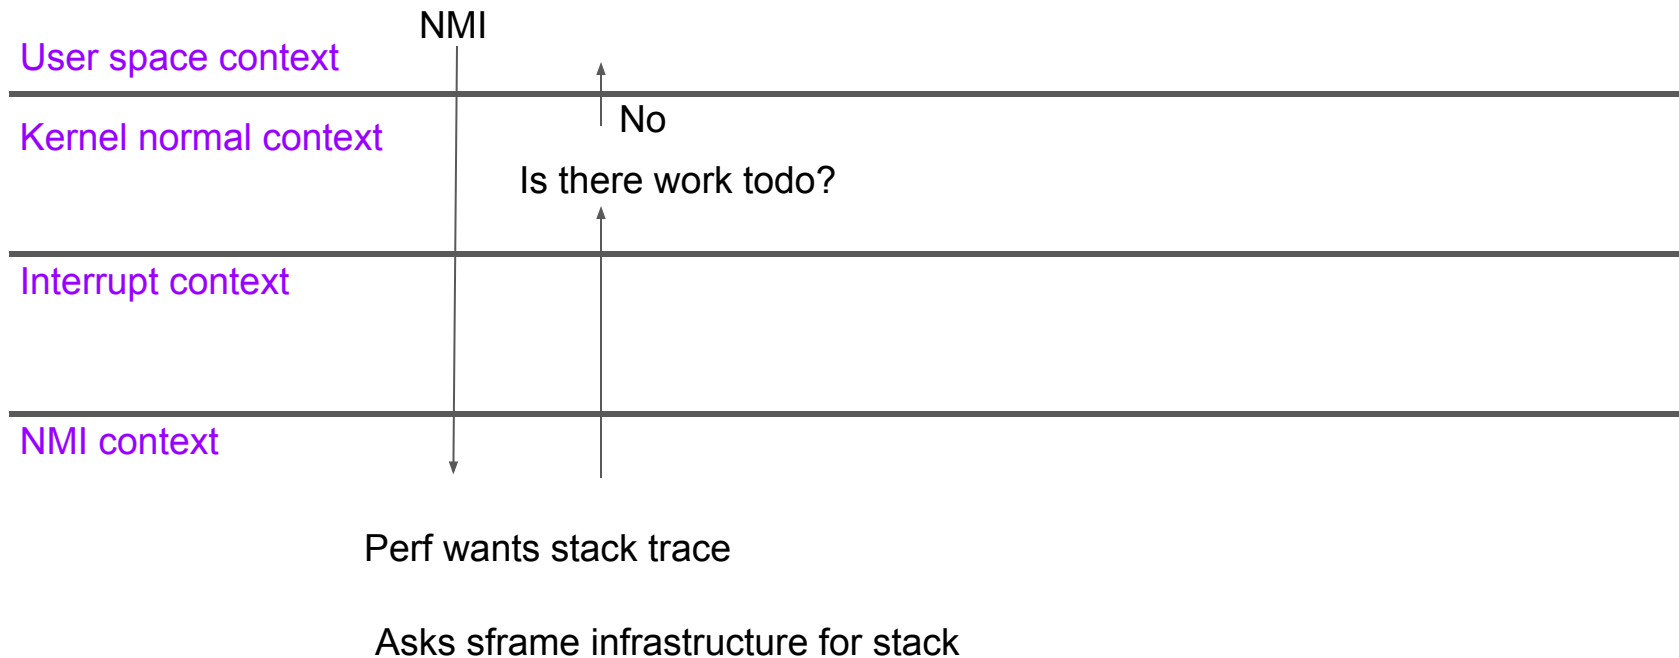 NMI
User space context
No
Kernel normal context
Is there work todo?
Interrupt context
NMI context
Perf wants stack trace
Asks sframe infrastructure for stack